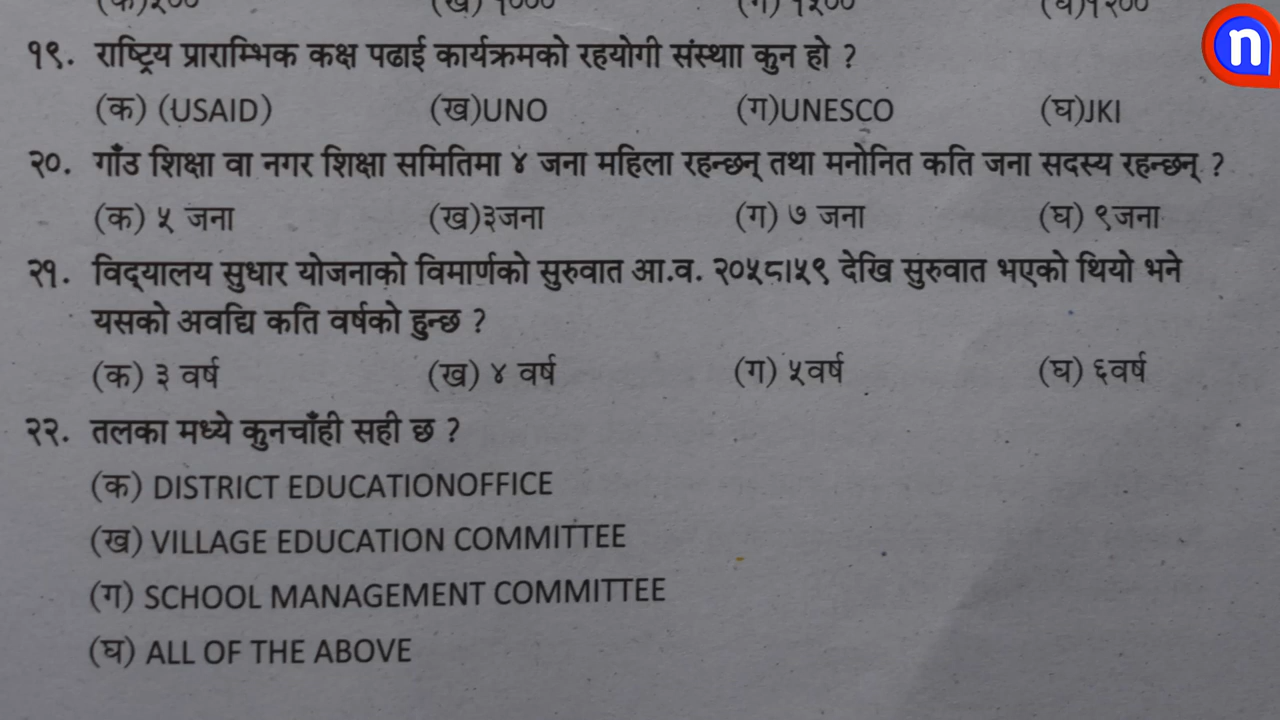 १९. राष्ट्रिय प्रारम्भिक कक्ष पढाई कार्यक्रमको रहयोगी संस्थाा कुन हो ?
(क) (USAID) (ख)UNO (ग)UNESCO (घ)JKI
२०. गाँउ शिक्षा वा नगर शिक्षा समितिमा ४ जना महिला रहन्छन् तथा मनोनित कति जना सदस्य रहन्छन् ?
(क) ५ जना (ख)३जना (ग) ७ जना (घ) ९जना
२१. विद्यालय सुधार योजनाको विमार्णको सुरुवात आ.व. २०५८।५९ देखि सुरुवात भएको थियो भने
यसको अवद्यि कति वर्षको हुन्छ ?
(क) ३ वर्ष (ख) ४ वर्ष (ग) ५वर्ष (घ) ६वर्ष
२२. तलका मध्ये कुनचाँही सही छ ?
(क) DISTRICT EDUCATIONOFFICE
(ख) VILLAGE EDUCATION COMMITTEE
(ग) SCHOOL MANAGEMENT COMMITTEE
(घ) ALL OF THE ABOVE
n